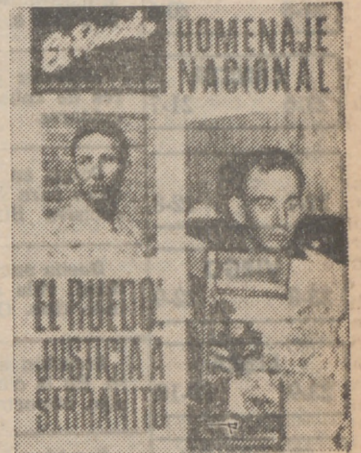 El Ruedo
HOMENAJE
NACIONAL
EL RUEDO:
JUSTICIA A
SERRANITO